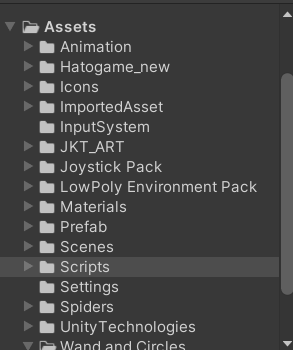 Assets
Animation
Hatogame_new
Icons
ImportedAsset
InputSystem
JKT_ART
Joystick Pack
LowPoly Environment Pack
Materials
Prefab
Scenes
Scripts
Settings
Spiders
UnityTechnologies
Wand and Circles